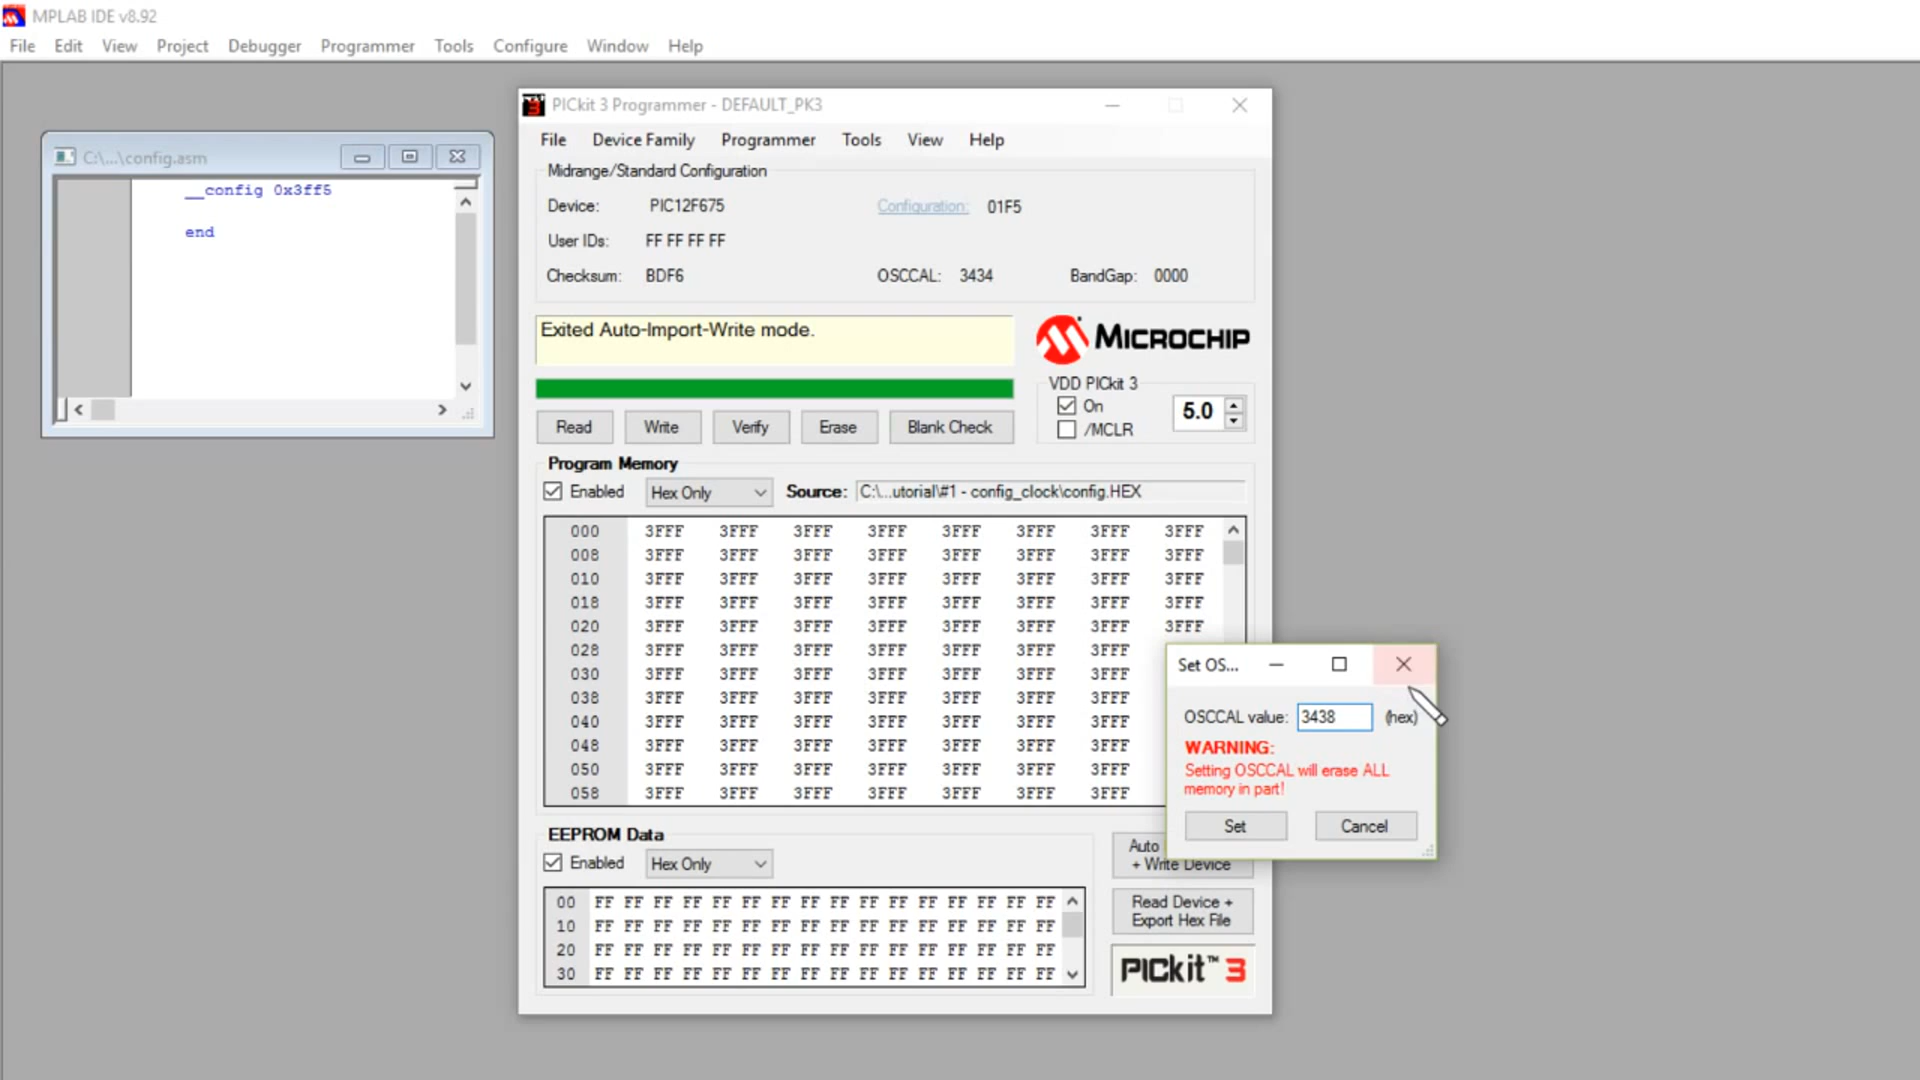 MPLAB IDE v8.92
File Edit View Project Debugger Programmer Tools Configure Window Help
C:\...\config.asm
__config 0x3ff5
end
PICkit 3 Programmer - DEFAULT_PK3
File Device Family Programmer Tools View Help
Midrange/Standard Configuration
Device: PIC12F675 Configuration: 01F5
User IDs: FF FF FF FF
Checksum: BDF6 OSCCAL: 3434 BandGap: 0000
Exited Auto-Import-Write mode.
MICROCHIP
VDD PICkit 3
On
5.0
/MCLR
Read Write Verify Erase Blank Check
Program Memory
Enabled Hex Only Source: C:\...utorial\#1 - config_clock\config.HEX
000 3FFF 3FFF 3FFF 3FFF 3FFF 3FFF 3FFF 3FFF
008 3FFF 3FFF 3FFF 3FFF 3FFF 3FFF 3FFF 3FFF
010 3FFF 3FFF 3FFF 3FFF 3FFF 3FFF 3FFF 3FFF
018 3FFF 3FFF 3FFF 3FFF 3FFF 3FFF 3FFF 3FFF
020 3FFF 3FFF 3FFF 3FFF 3FFF 3FFF 3FFF 3FFF
028 3FFF 3FFF 3FFF 3FFF 3FFF 3FFF 3FFF
030 3FFF 3FFF 3FFF 3FFF 3FFF 3FFF 3FFF
038 3FFF 3FFF 3FFF 3FFF 3FFF 3FFF 3FFF
040 3FFF 3FFF 3FFF 3FFF 3FFF 3FFF 3FFF
048 3FFF 3FFF 3FFF 3FFF 3FFF 3FFF 3FFF
050 3FFF 3FFF 3FFF 3FFF 3FFF 3FFF 3FFF
058 3FFF 3FFF 3FFF 3FFF 3FFF 3FFF 3FFF
Set OS...
OSCCAL value: 3438 (hex)
WARNING:
Setting OSCCAL will erase ALL
memory in part!
Set Cancel
EEPROM Data
Enabled Hex Only
00 FF FF FF FF FF FF FF FF FF FF FF FF FF FF FF FF
10 FF FF FF FF FF FF FF FF FF FF FF FF FF FF FF FF
20 FF FF FF FF FF FF FF FF FF FF FF FF FF FF FF FF
30 FF FF FF FF FF FF FF FF FF FF FF FF FF FF FF FF
Auto
+ Write Device
Read Device +
Export Hex File
PICkit™ 3